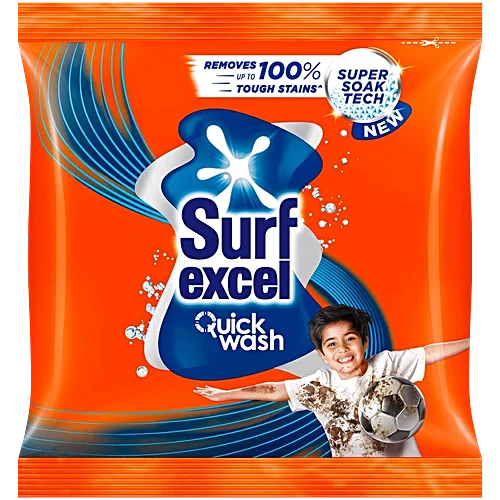 REMOVES
UP TO
100%
TOUGH STAINS^
SUPER
SOAK
TECH
NEW
Surf
excel
Quick
wash